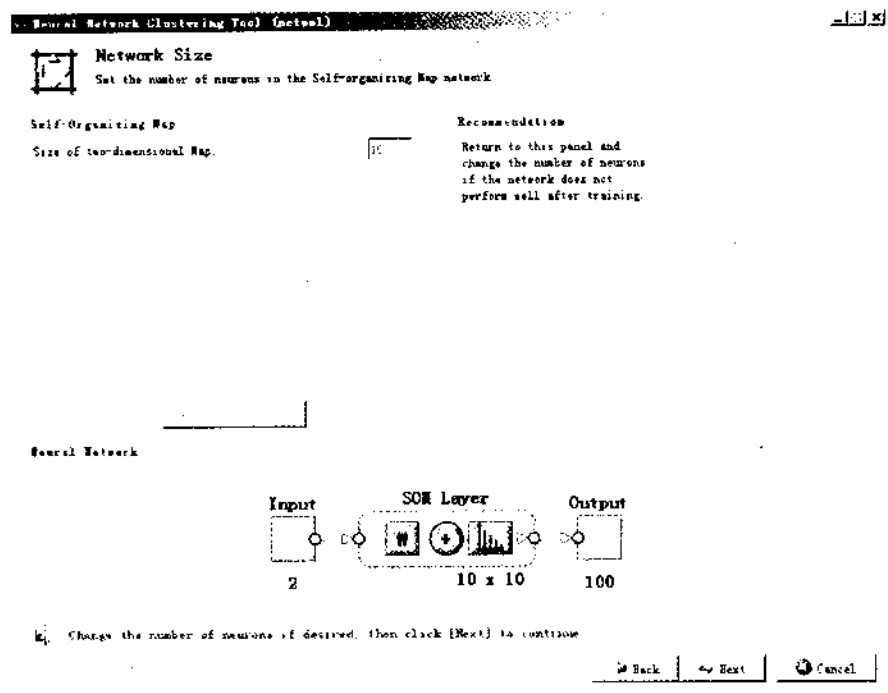 Neural Network Clustering Tool (nctool)
Network Size
Set the number of neurons in the Self-organizing Map network
Self-Organizing Map
Recommendation
Size of two-dimensional Map.
10
Return to this panel and
change the number of neurons
if the network does not
perform well after training.
Neural Network
Input
SOM Layer
Output
W
+
2
10 x 10
100
Change the number of neurons if desired, then click [Next] to continue
Back
Next
Cancel